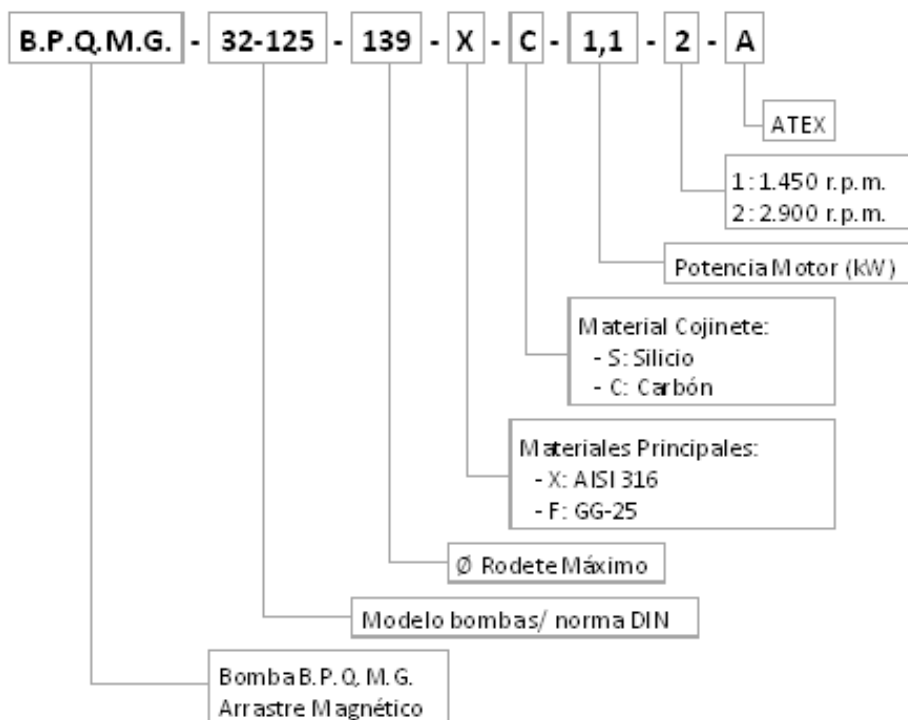 B.P.Q.M.G. - 32-125 - 139 - X - C - 1,1 - 2 - A
ATEX
1: 1.450 r.p.m.
2: 2.900 r.p.m.
Potencia Motor (kW)
Material Cojinete:
- S: Silicio
- C: Carbón
Materiales Principales:
- X: AISI 316
- F: GG-25
Ø Rodete Máximo
Modelo bombas/ norma DIN
Bomba B.P.Q. M.G.
Arrastre Magnético